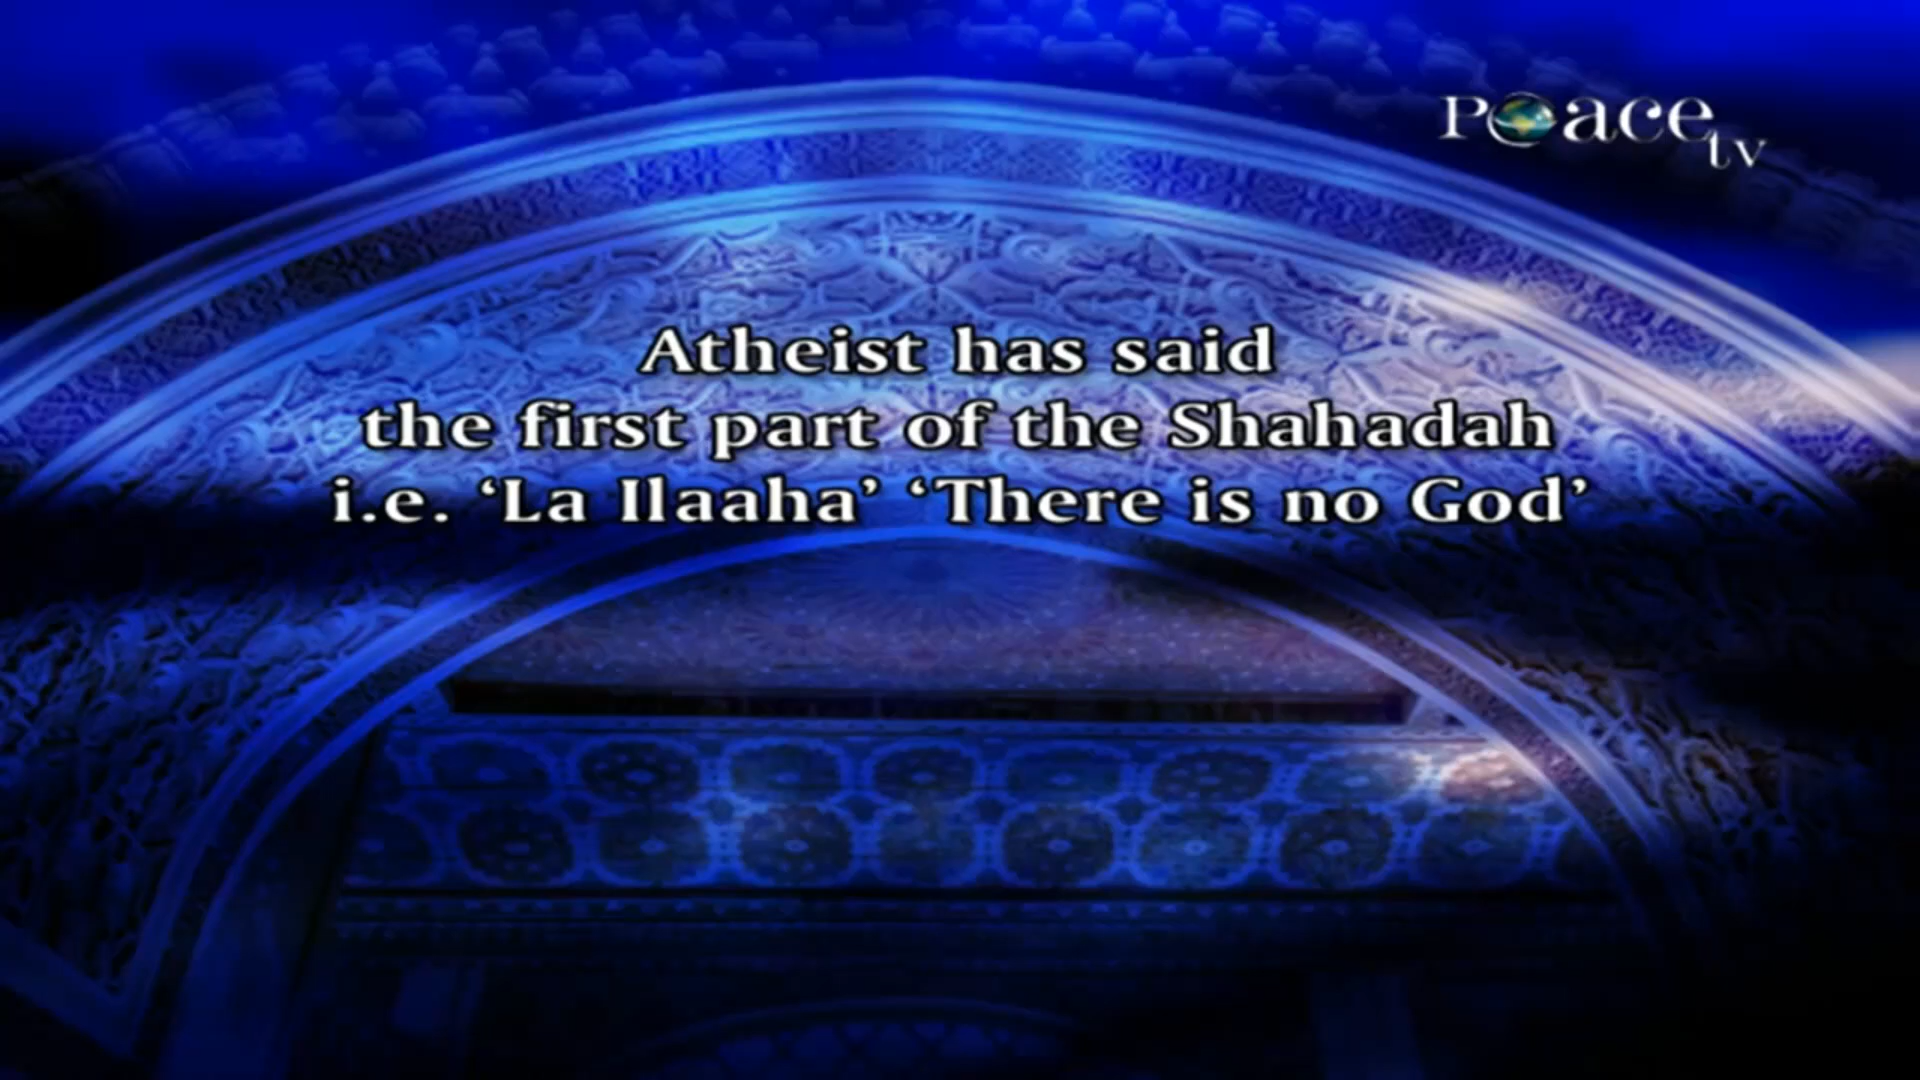 Peace tv
Atheist has said
the first part of the Shahadah
i.e. ‘La Ilaaha’ ‘There is no God’